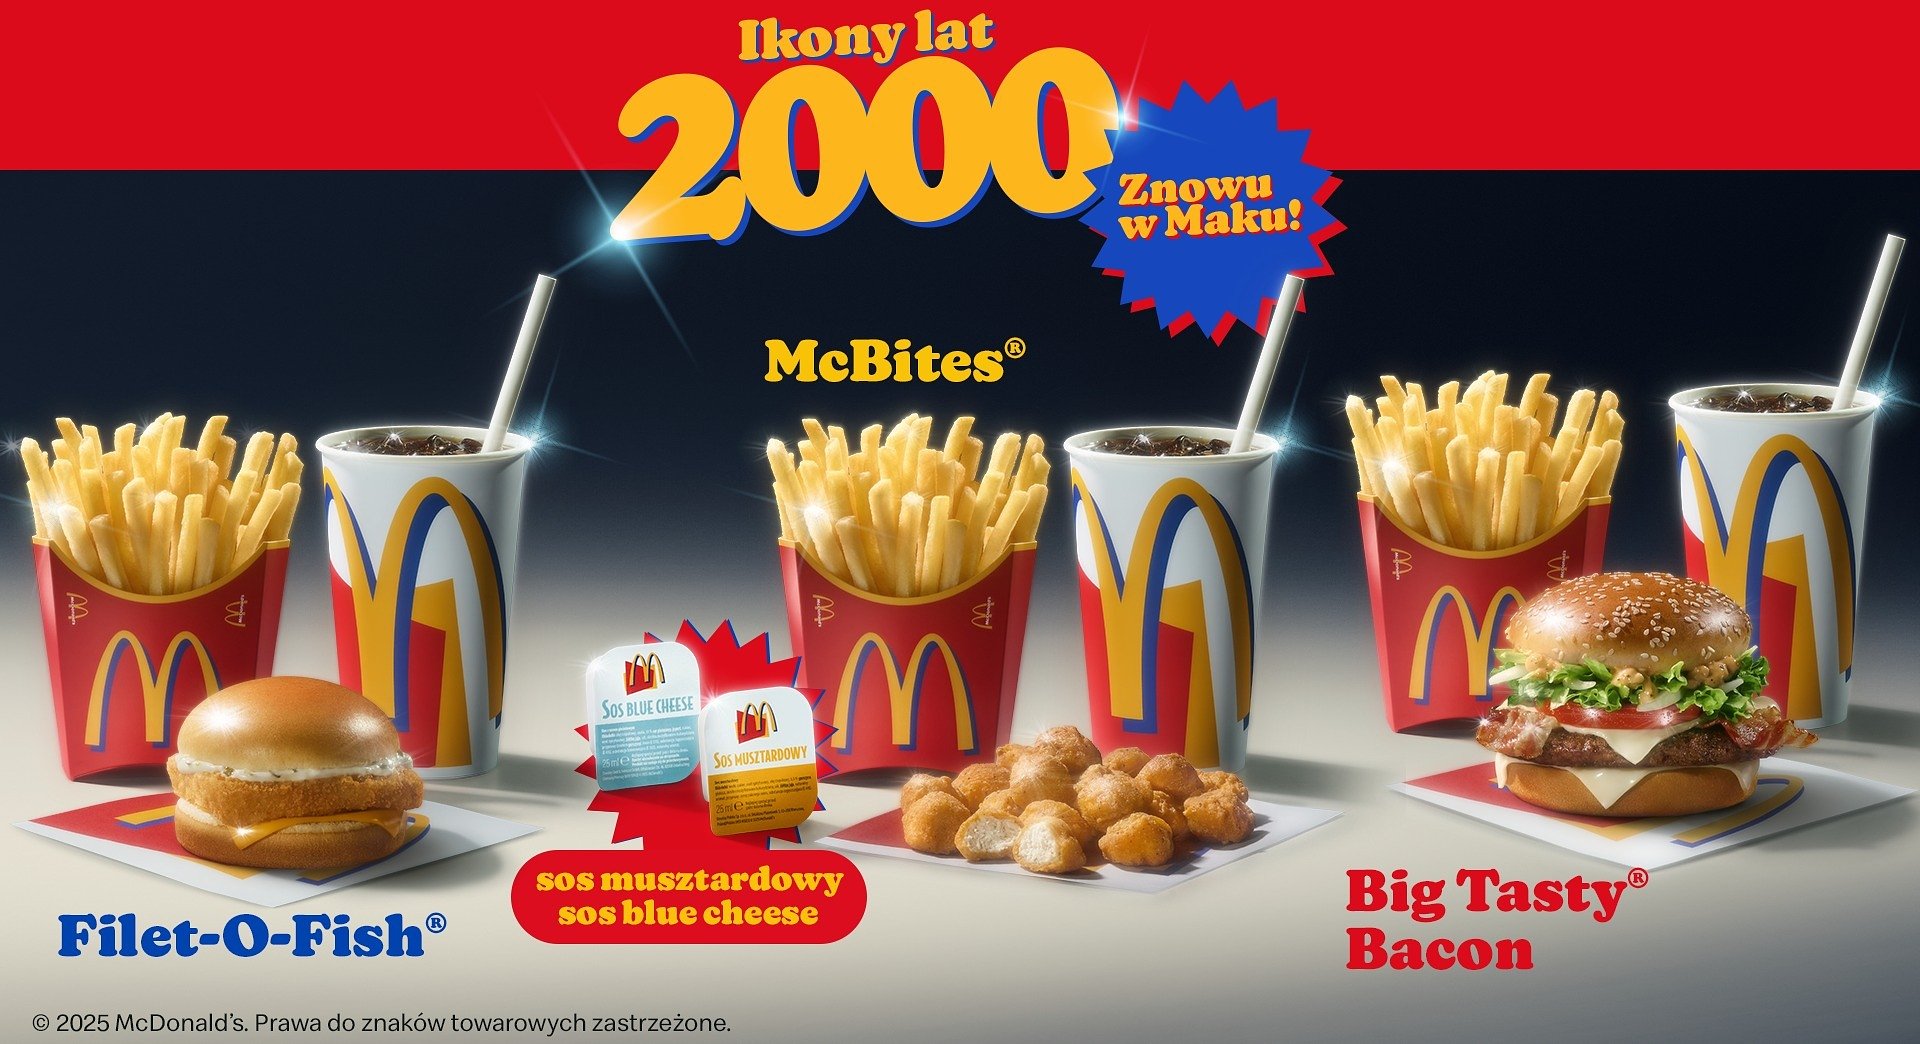 Ikony lat
2000
Znowu
w Maku!
McBites®
Sos BLUE CHEESE
25 ml e
Sos MUSZTARDOWY
25 ml e
sos musztardowy
sos blue cheese
Filet-O-Fish®
Big Tasty®
Bacon
© 2025 McDonald's. Prawa do znaków towarowych zastrzeżone.